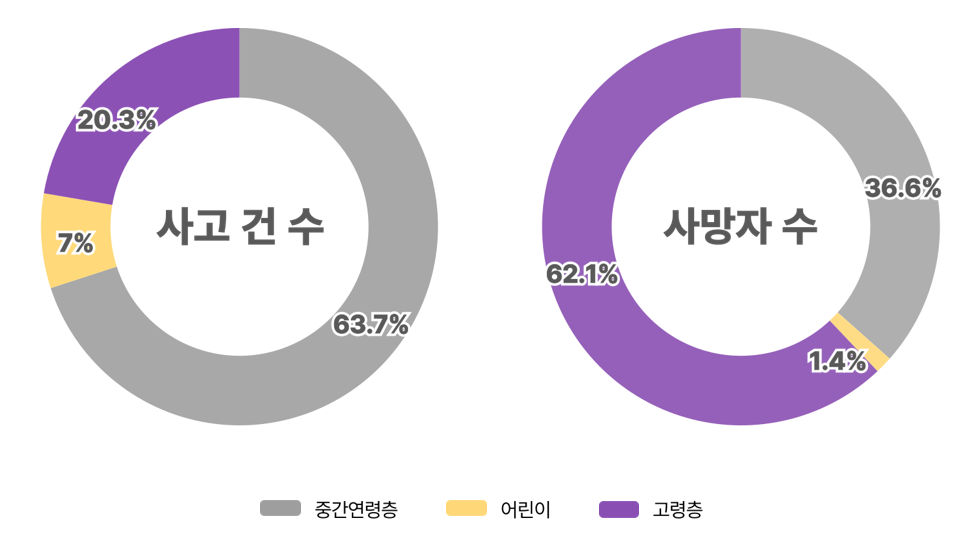 20.3%
7%
사고 건 수
63.7%
36.6%
사망자 수
62.1%
1.4%
중간연령층 어린이 고령층